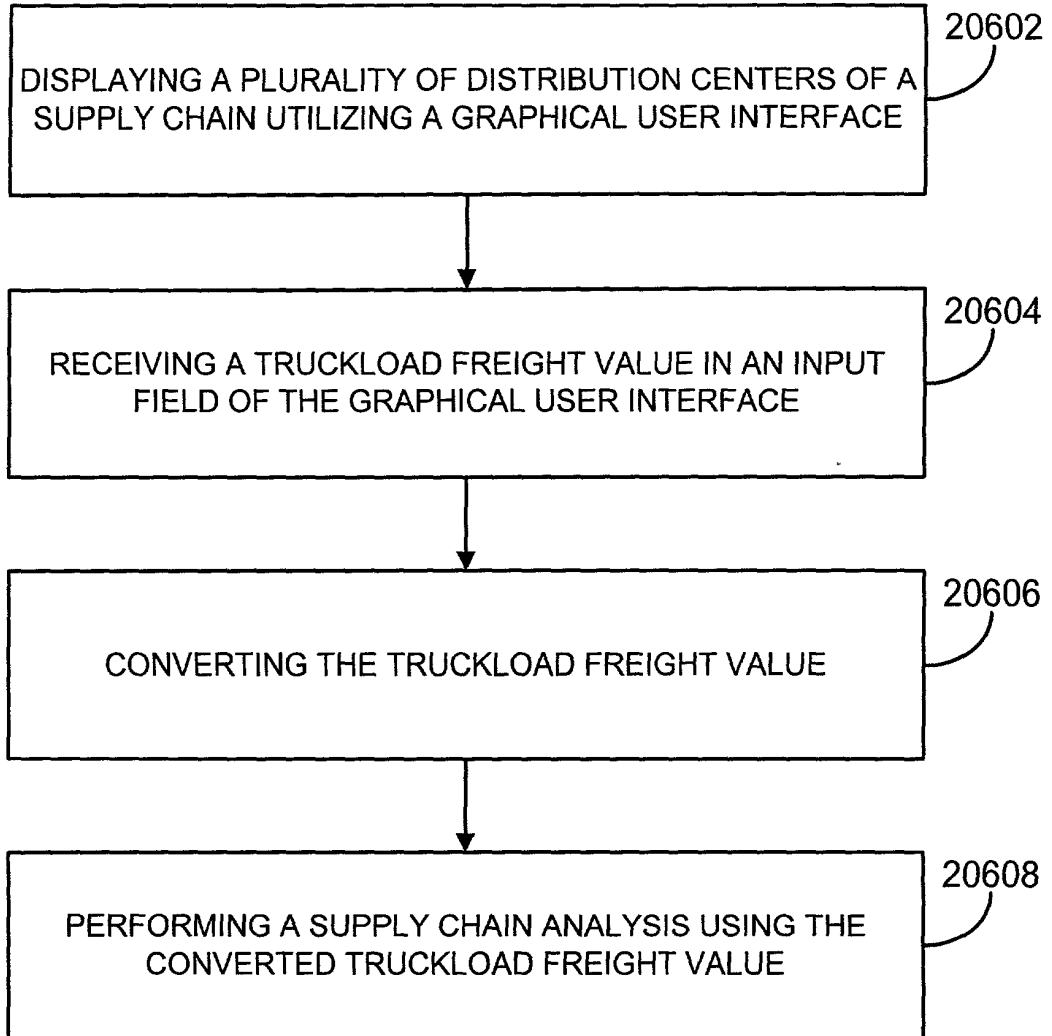 20602
DISPLAYING A PLURALITY OF DISTRIBUTION CENTERS OF A
SUPPLY CHAIN UTILIZING A GRAPHICAL USER INTERFACE
20604
RECEIVING A TRUCKLOAD FREIGHT VALUE IN AN INPUT
FIELD OF THE GRAPHICAL USER INTERFACE
20606
CONVERTING THE TRUCKLOAD FREIGHT VALUE
20608
PERFORMING A SUPPLY CHAIN ANALYSIS USING THE
CONVERTED TRUCKLOAD FREIGHT VALUE